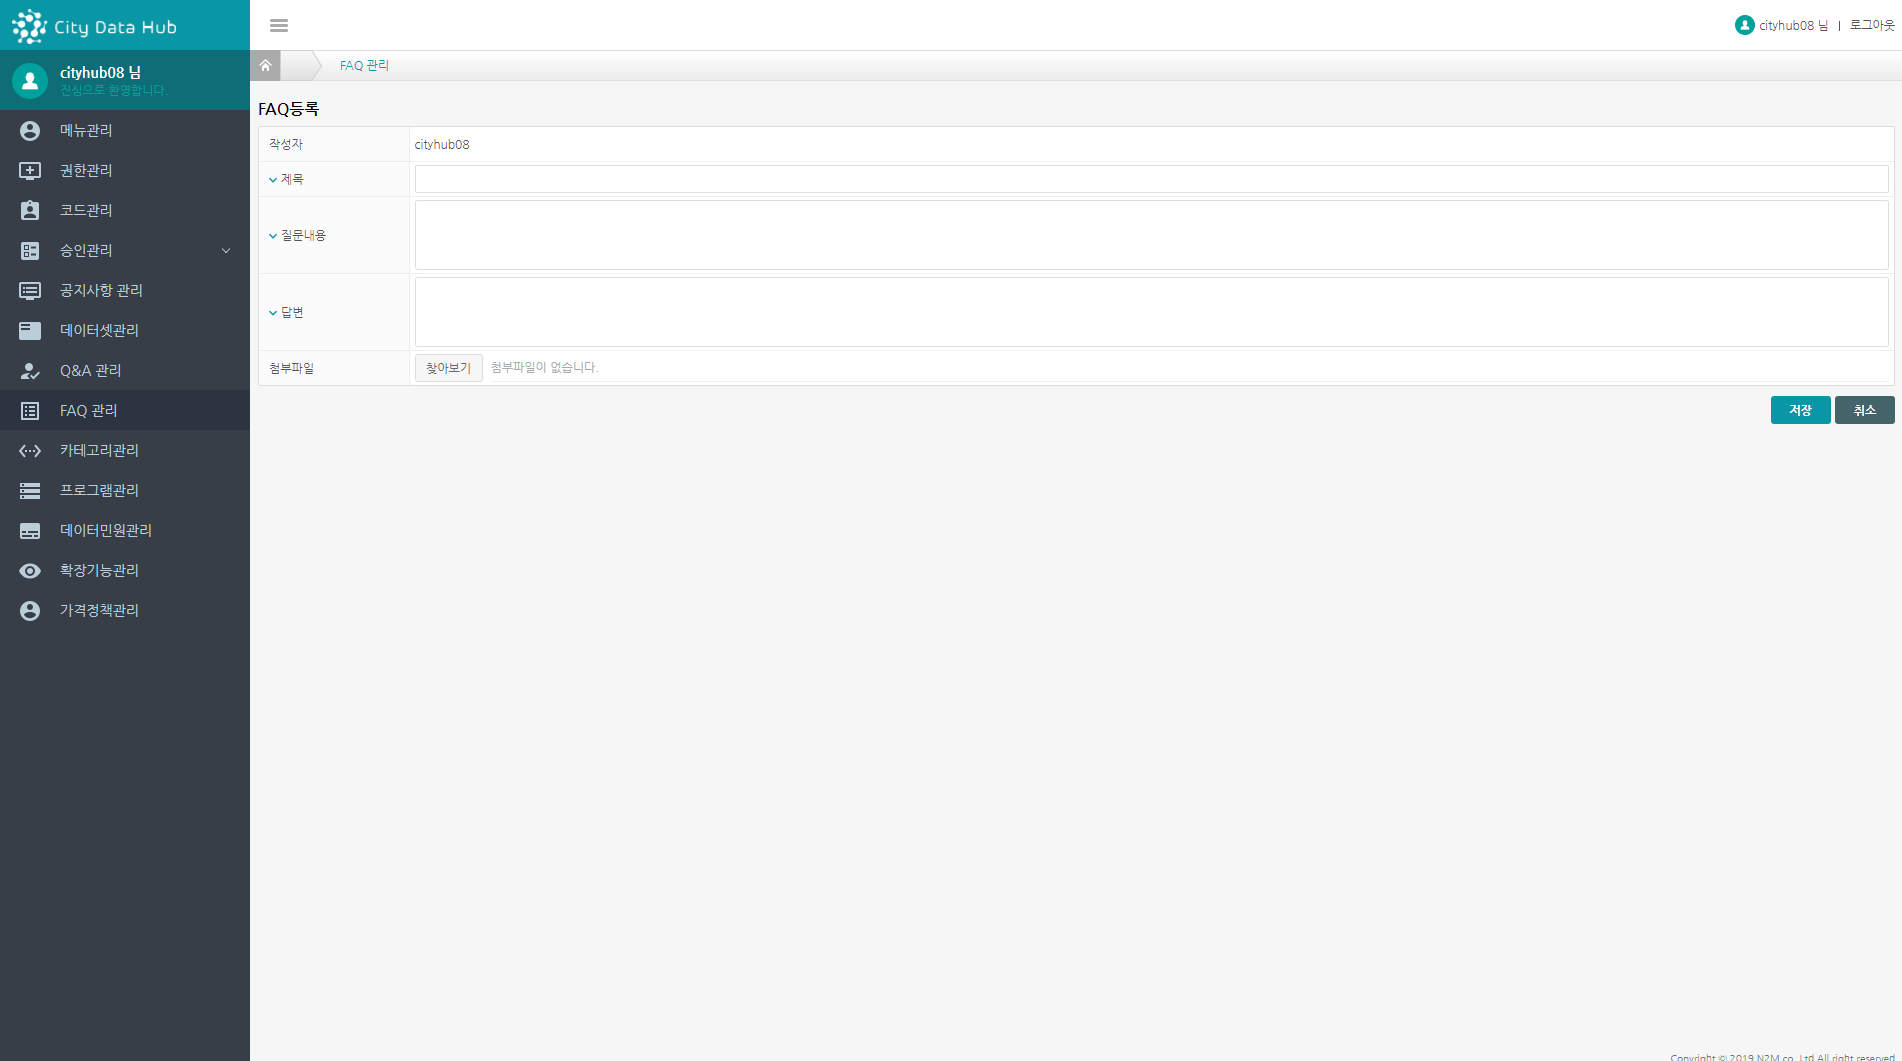 City Data Hub
cityhub08 님 | 로그아웃
cityhub08 님
진심으로 환영합니다.
메뉴관리
권한관리
코드관리
승인관리
공지사항 관리
데이터셋관리
Q&A 관리
FAQ 관리
카테고리관리
프로그램관리
데이터민원관리
확장기능관리
가격정책관리
FAQ 관리
FAQ등록
작성자 cityhub08
제목
질문내용
답변
첨부파일 찾아보기 첨부파일이 없습니다.
저장 취소
Copyright © 2019 N2M co. Ltd All right reserved